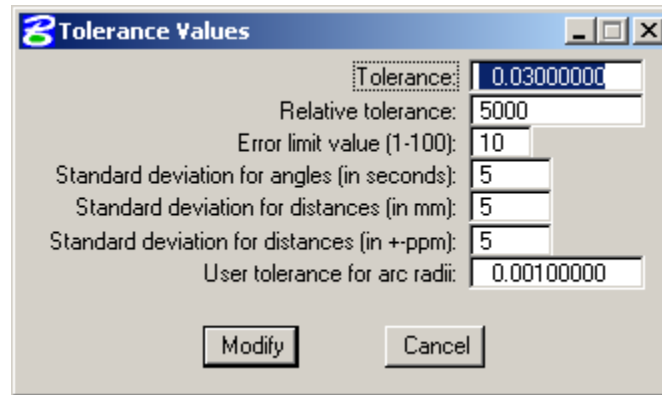 Tolerance Values
Tolerance: 0.03000000
Relative tolerance: 5000
Error limit value (1-100): 10
Standard deviation for angles (in seconds): 5
Standard deviation for distances (in mm): 5
Standard deviation for distances (in +-ppm): 5
User tolerance for arc radii: 0.00100000
Modify Cancel